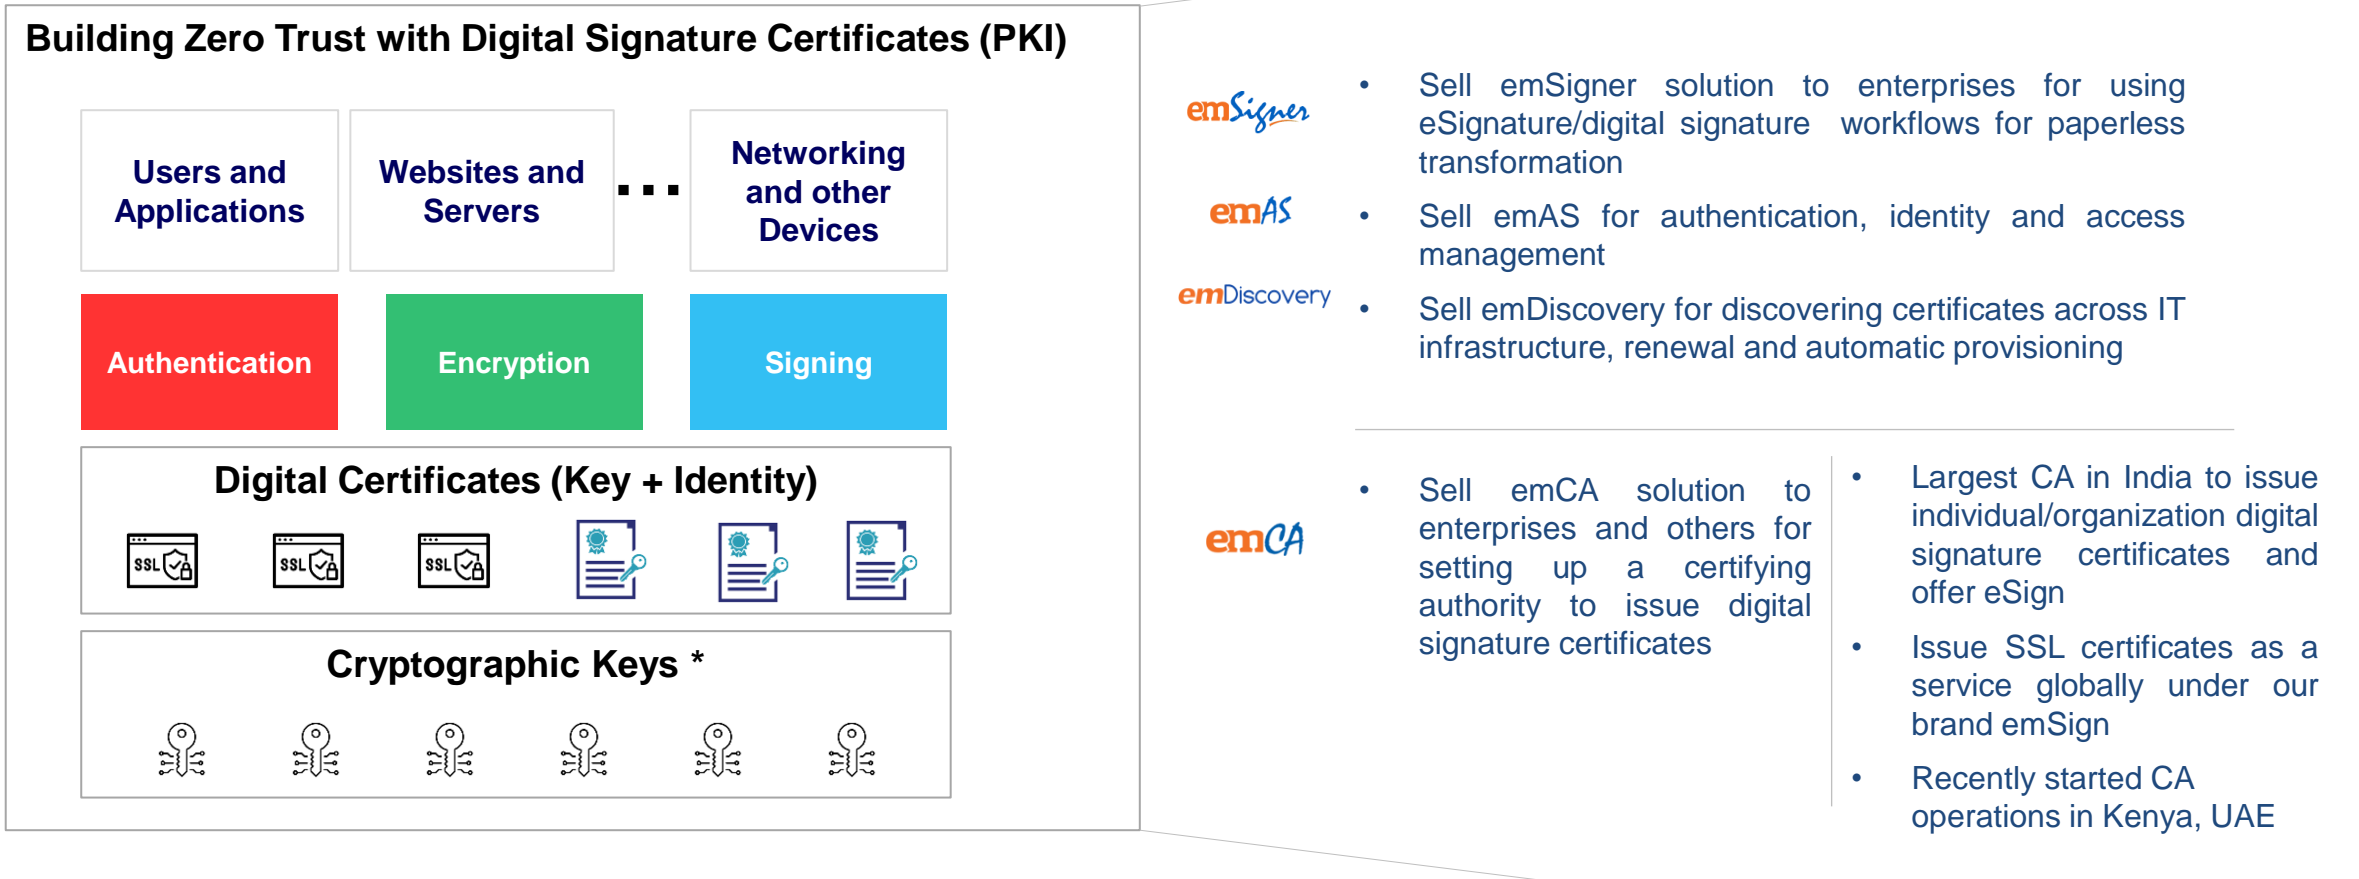 Building Zero Trust with Digital Signature Certificates (PKI)
Users and
Applications
Websites and
Servers
...
Networking
and other
Devices
Authentication
Encryption
Signing
Digital Certificates (Key + Identity)
SSL
SSL
SSL
Cryptographic Keys *
emSigner
• Sell emSigner solution to enterprises for using
eSignature/digital signature workflows for paperless
transformation
emAS
• Sell emAS for authentication, identity and access
management
emDiscovery
• Sell emDiscovery for discovering certificates across IT
infrastructure, renewal and automatic provisioning
emCA
• Sell emCA solution to
enterprises and others for
setting up a certifying
authority to issue digital
signature certificates
• Largest CA in India to issue
individual/organization digital
signature certificates and
offer eSign
• Issue SSL certificates as a
service globally under our
brand emSign
• Recently started CA
operations in Kenya, UAE